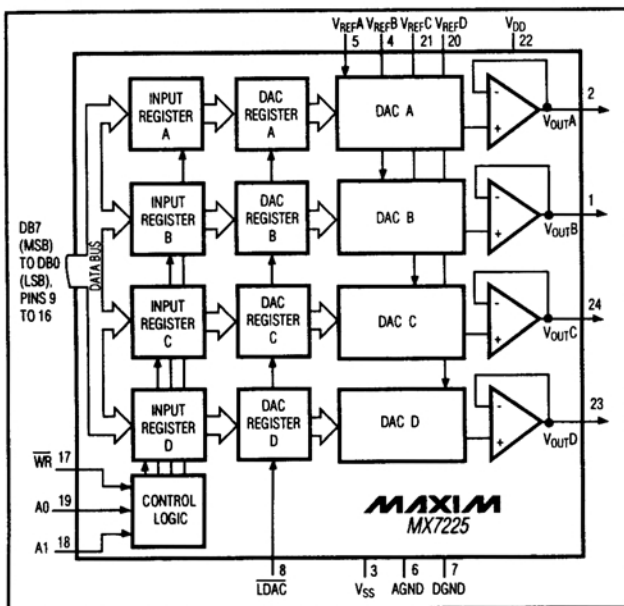 VREFA VREFB VREFC VREFD VDD
5 4 21 20 22
INPUT REGISTER A
DAC REGISTER A
DAC A
- +
2
VOUTA
INPUT REGISTER B
DAC REGISTER B
DAC B
- +
1
VOUTB
DB7 (MSB) TO DB0 (LSB), PINS 9 TO 16
DATA BUS
INPUT REGISTER C
DAC REGISTER C
DAC C
- +
24
VOUTC
INPUT REGISTER D
DAC REGISTER D
DAC D
- +
23
VOUTD
WR 17
A0 19
A1 18
CONTROL LOGIC
MAXIM
MX7225
8 3 6 7
LDAC VSS AGND DGND